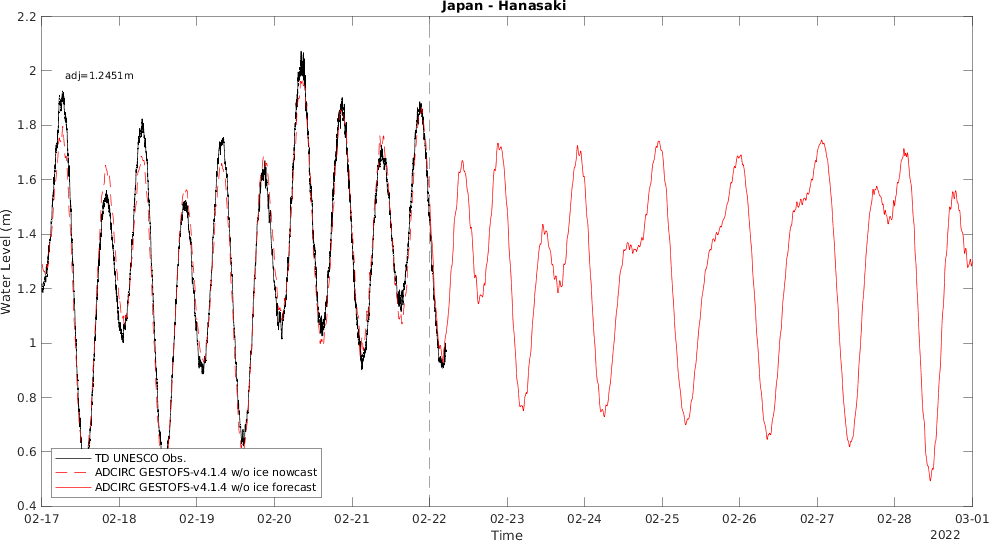 Japan - Hanasaki
adj=1.2451m
Water Level (m)
2.2
2
1.8
1.6
1.4
1.2
1
0.8
0.6
0.4
TD UNESCO Obs.
ADCIRC GESTOFS-v4.1.4 w/o ice nowcast
ADCIRC GESTOFS-v4.1.4 w/o ice forecast
02-17 02-18 02-19 02-20 02-21 02-22 02-23 02-24 02-25 02-26 02-27 02-28 03-01
Time
2022